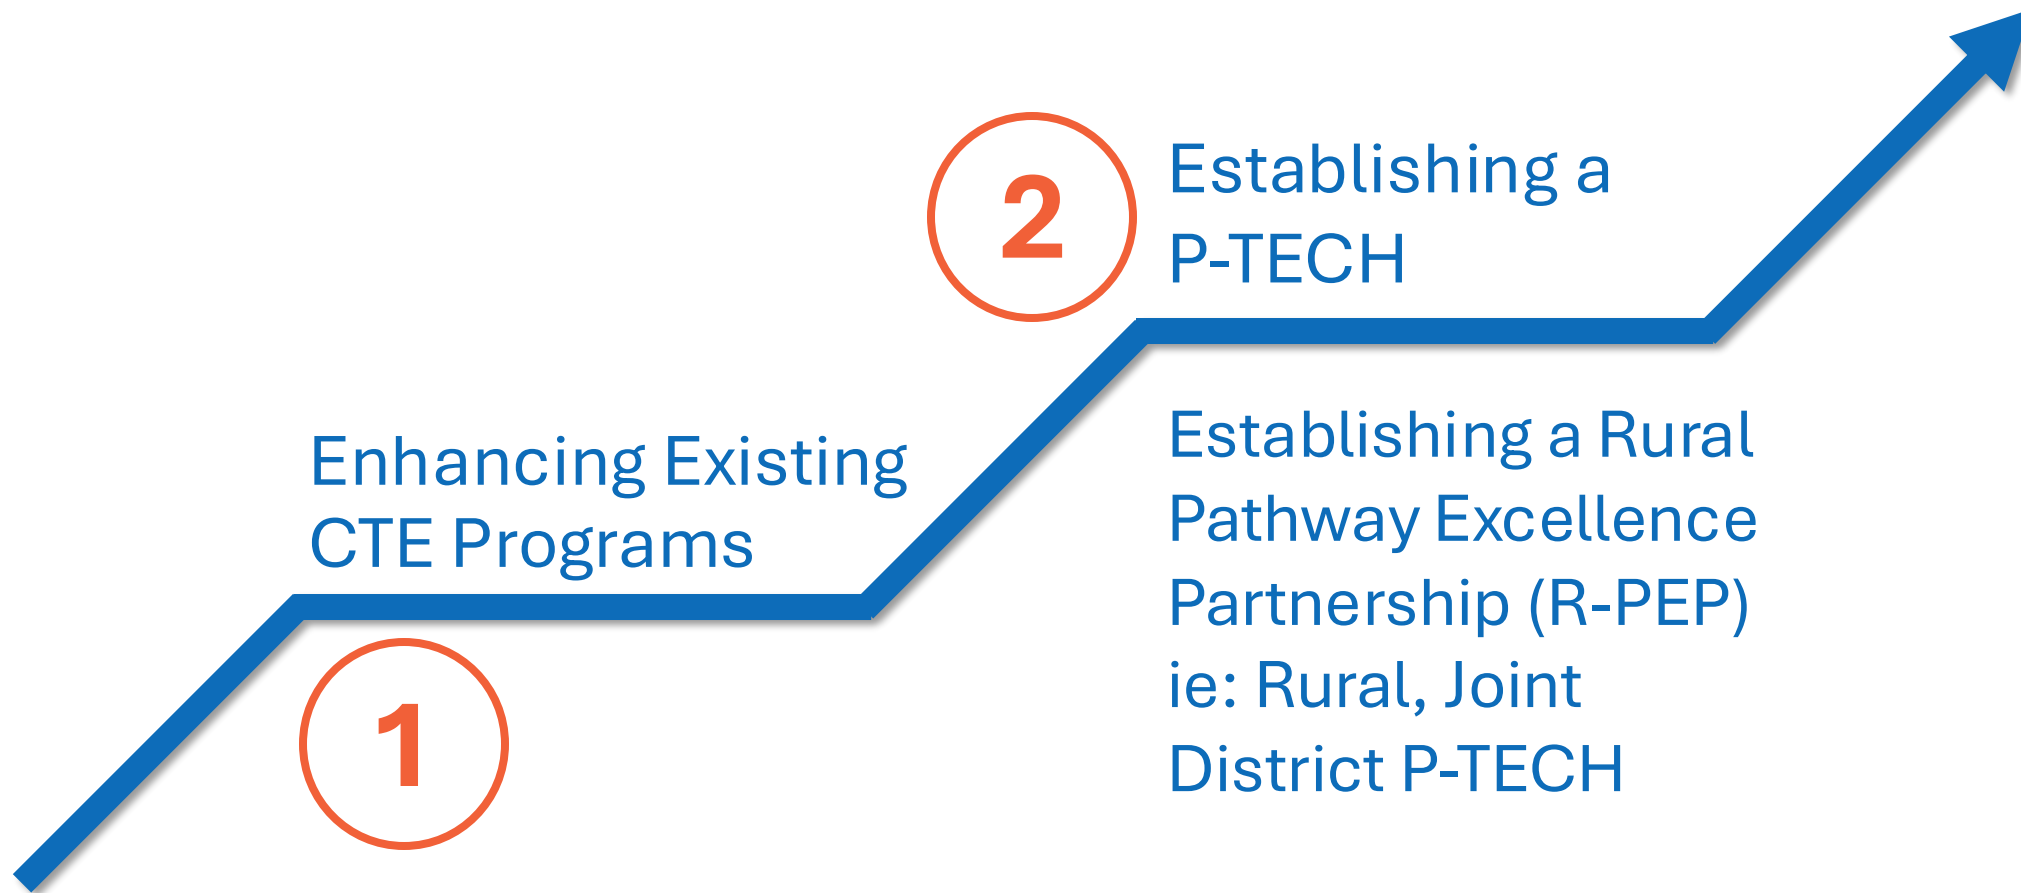 Enhancing Existing
CTE Programs
1
2
Establishing a
P-TECH
Establishing a Rural
Pathway Excellence
Partnership (R-PEP)
ie: Rural, Joint
District P-TECH